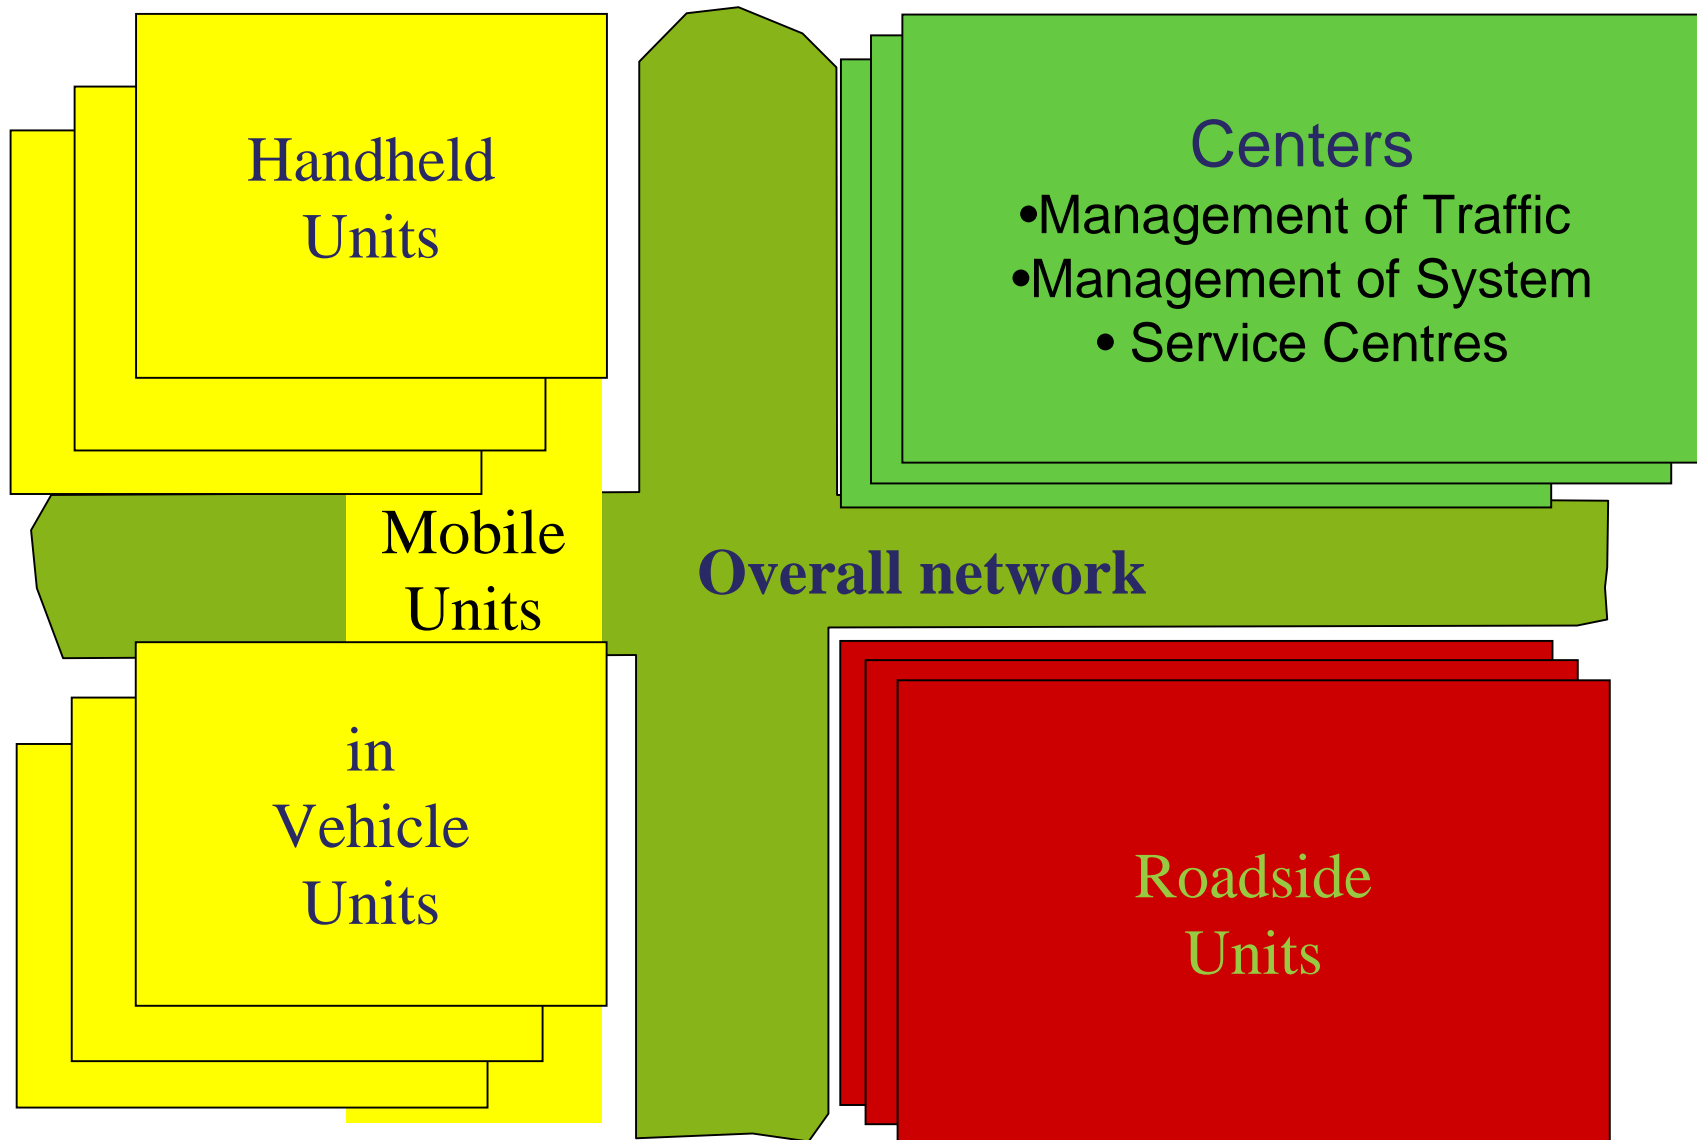 Handheld
Units
Centers
•Management of Traffic
•Management of System
• Service Centres
Mobile
Units
Overall network
in
Vehicle
Units
Roadside
Units